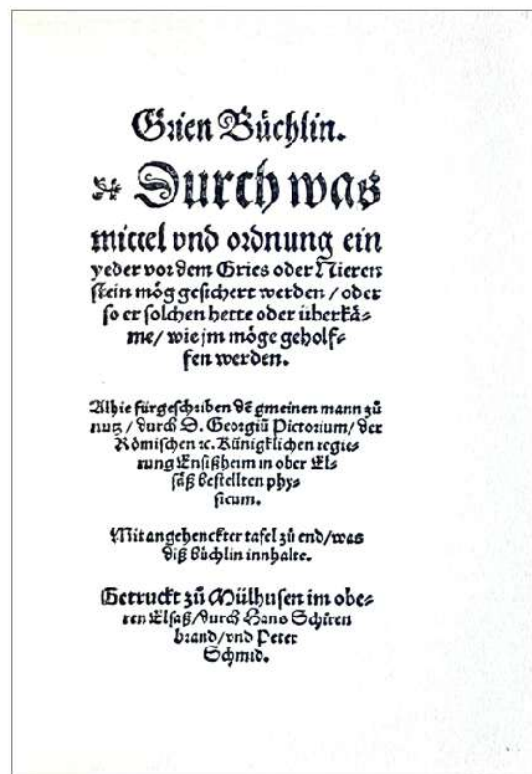 Grien Büchlin.
Durch was
mittel vnd ordnung ein
yeder vor dem Gries oder Nieren
stein mög gesichert werden / oder
so er solchen hette oder überkä⸗
me / wie jm möge geholf⸗
fen werden.
Alhie fürgeschriben dē gmeinen mann zů
nutz / durch D. Georgiū Pictorium / der
Römischen ꝛc. Künigklichen regie⸗
rung Ensißheim in ober El⸗
säß bestellten phy⸗
sicum.
Mit angehenckter tafel zů end / was
diß büchlin innhalte.
Getruckt zů Mülhusen im obe⸗
ren Elsaß / durch Hans Schiren
brand / vnd Peter
Schmid.